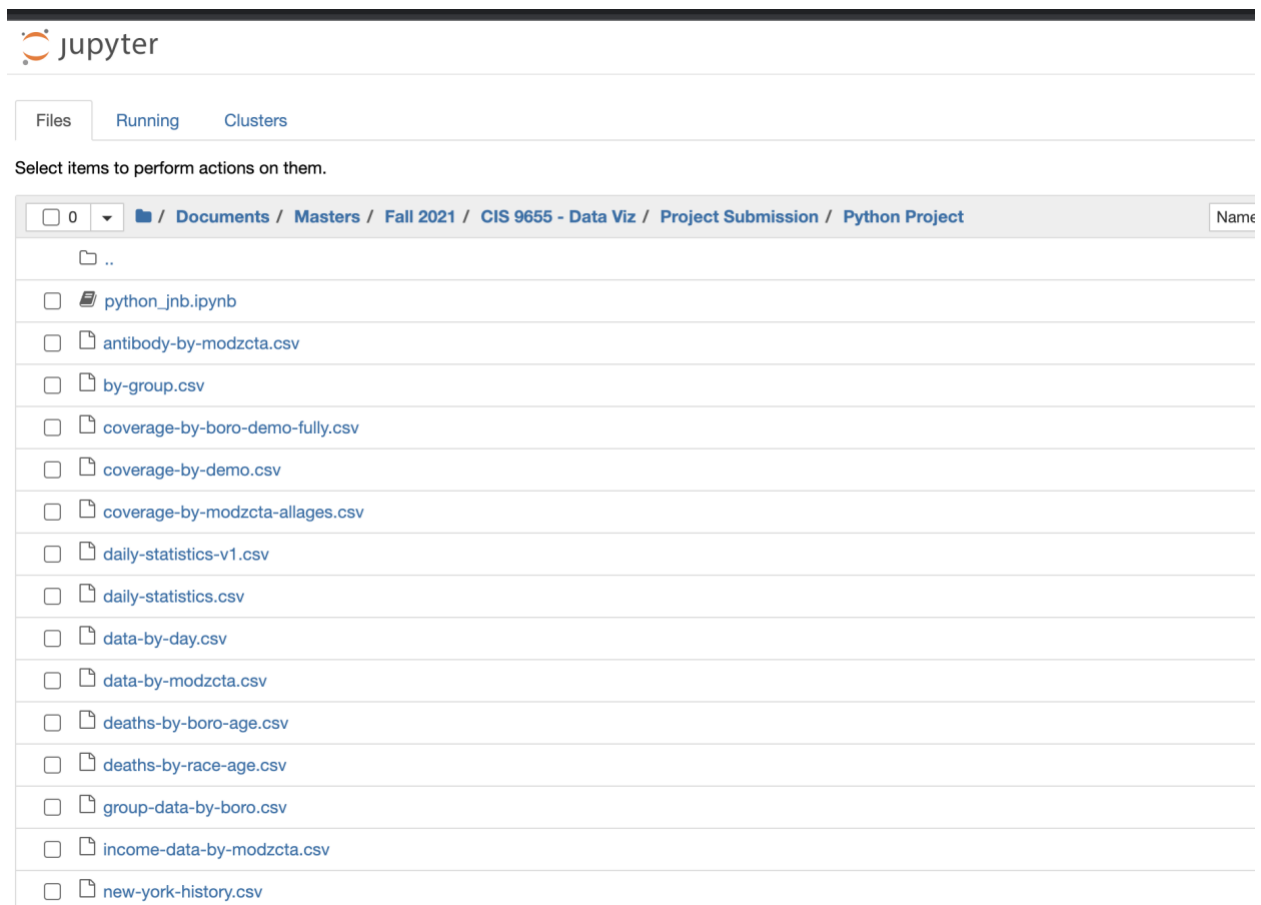 jupyter
Files Running Clusters
Select items to perform actions on them.
0 / Documents / Masters / Fall 2021 / CIS 9655 - Data Viz / Project Submission / Python Project Name
..
python_jnb.ipynb
antibody-by-modzcta.csv
by-group.csv
coverage-by-boro-demo-fully.csv
coverage-by-demo.csv
coverage-by-modzcta-allages.csv
daily-statistics-v1.csv
daily-statistics.csv
data-by-day.csv
data-by-modzcta.csv
deaths-by-boro-age.csv
deaths-by-race-age.csv
group-data-by-boro.csv
income-data-by-modzcta.csv
new-york-history.csv